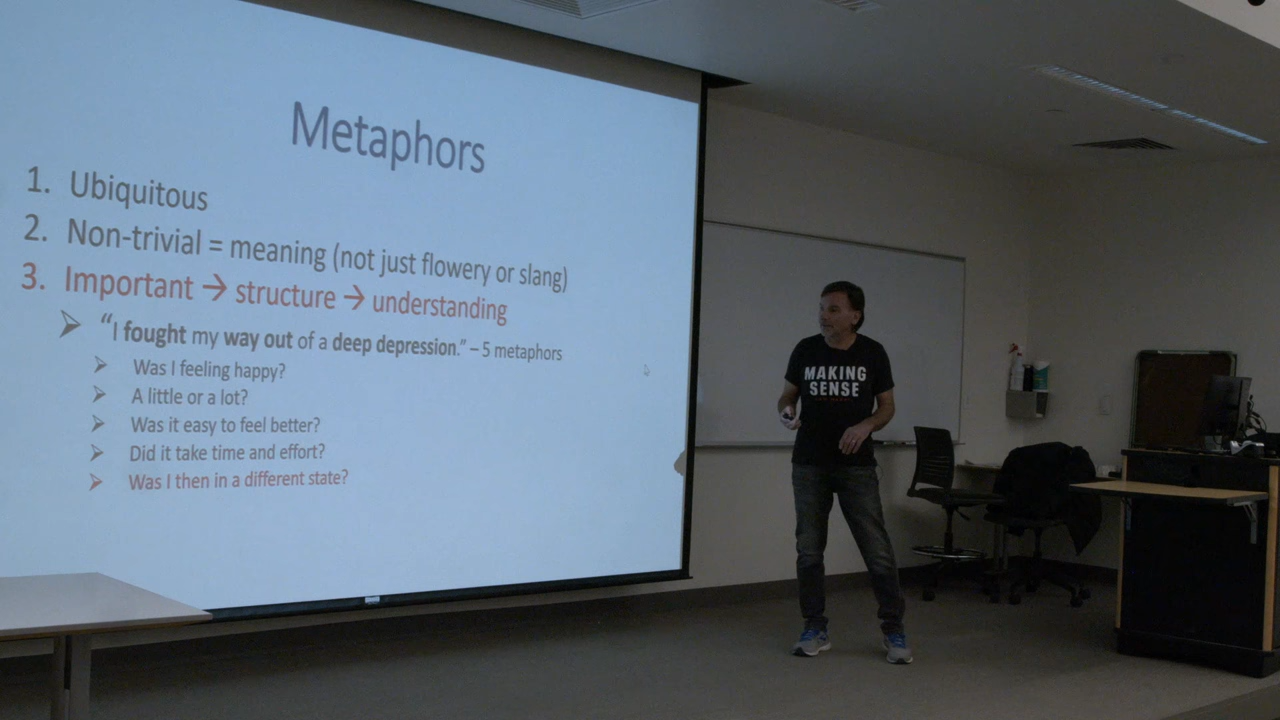 Metaphors
1. Ubiquitous
2. Non-trivial = meaning (not just flowery or slang)
3. Important → structure → understanding
➢ "I fought my way out of a deep depression." – 5 metaphors
➢ Was I feeling happy?
➢ A little or a lot?
➢ Was it easy to feel better?
➢ Did it take time and effort?
➢ Was I then in a different state?
MAKING
SENSE